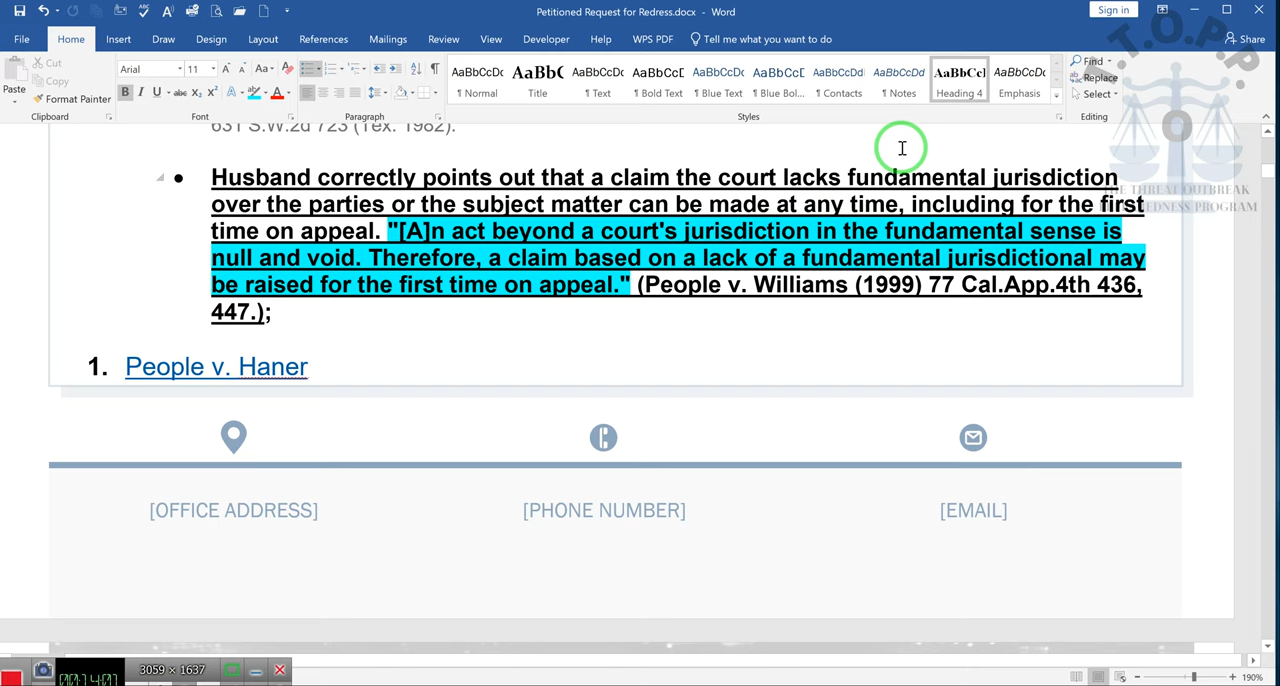 Petitioned Request for Redress.docx - Word
Sign in
File Home Insert Draw Design Layout References Mailings Review View Developer Help WPS PDF Tell me what you want to do Share
Paste
Cut
Copy
Format Painter
Clipboard
Arial 11
Font
Paragraph
AaBbCcDc AaBbC AaBbCcDc AaBbCcD AaBbCcDc AaBbCcD AaBbCcDd AaBbCcDd AaBbCcI AaBbCcDc
¶ Normal Title ¶ Text ¶ Bold Text ¶ Blue Text ¶ Blue Bol... ¶ Contacts ¶ Notes Heading 4 Emphasis
Styles
Find
Replace
Select
Editing
T.O.P.P.
THE THREAT OUTBREAK
PROGRAM
631 S.W.2d 723 (Tex. 1982).
• Husband correctly points out that a claim the court lacks fundamental jurisdiction
over the parties or the subject matter can be made at any time, including for the first
time on appeal. "[A]n act beyond a court's jurisdiction in the fundamental sense is
null and void. Therefore, a claim based on a lack of a fundamental jurisdictional may
be raised for the first time on appeal." (People v. Williams (1999) 77 Cal.App.4th 436,
447.);
1. People v. Haner
[OFFICE ADDRESS] [PHONE NUMBER] [EMAIL]
3059 × 1637
190%